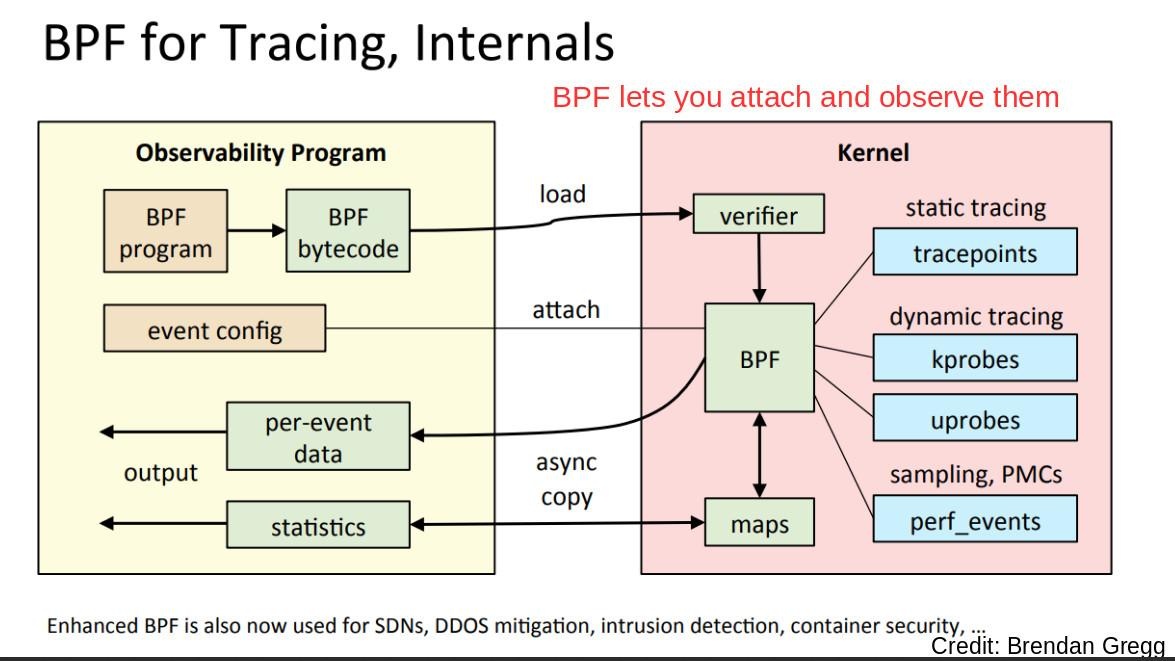 BPF for Tracing, Internals
BPF lets you attach and observe them
Observability Program
BPF
program
BPF
bytecode
load
event config
attach
per-event
data
output
async
copy
statistics
Kernel
verifier
BPF
maps
static tracing
tracepoints
dynamic tracing
kprobes
uprobes
sampling, PMCs
perf_events
Enhanced BPF is also now used for SDNs, DDOS mitigation, intrusion detection, container security, ...
Credit: Brendan Gregg